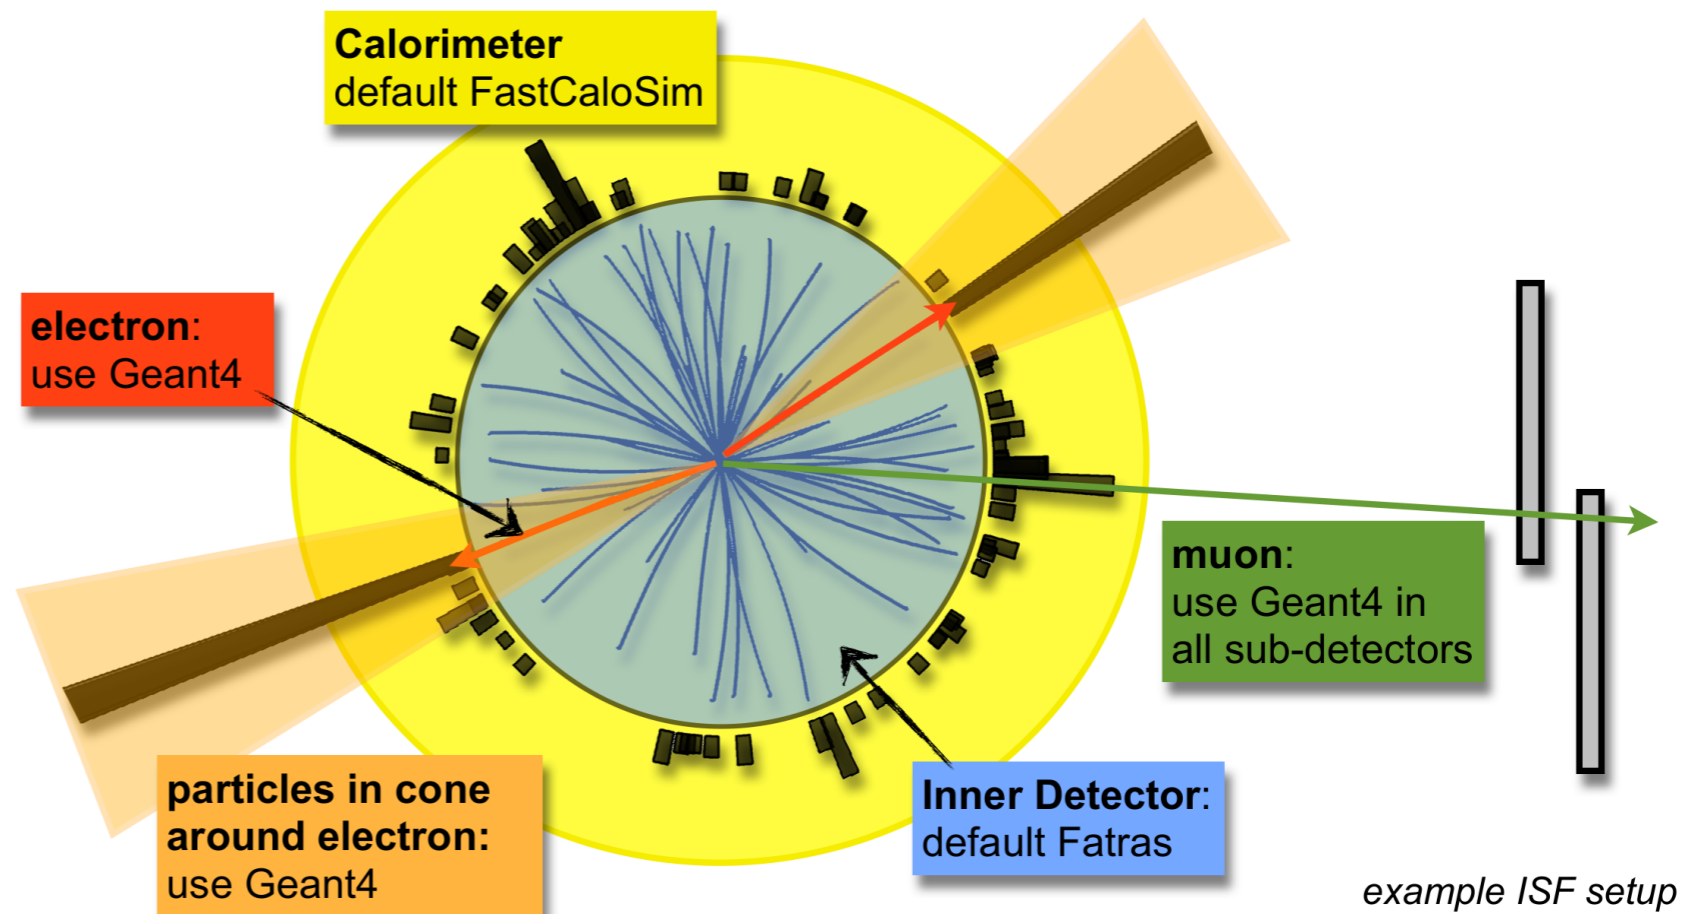 Calorimeter
default FastCaloSim
electron:
use Geant4
muon:
use Geant4 in
all sub-detectors
particles in cone
around electron:
use Geant4
Inner Detector:
default Fatras
example ISF setup